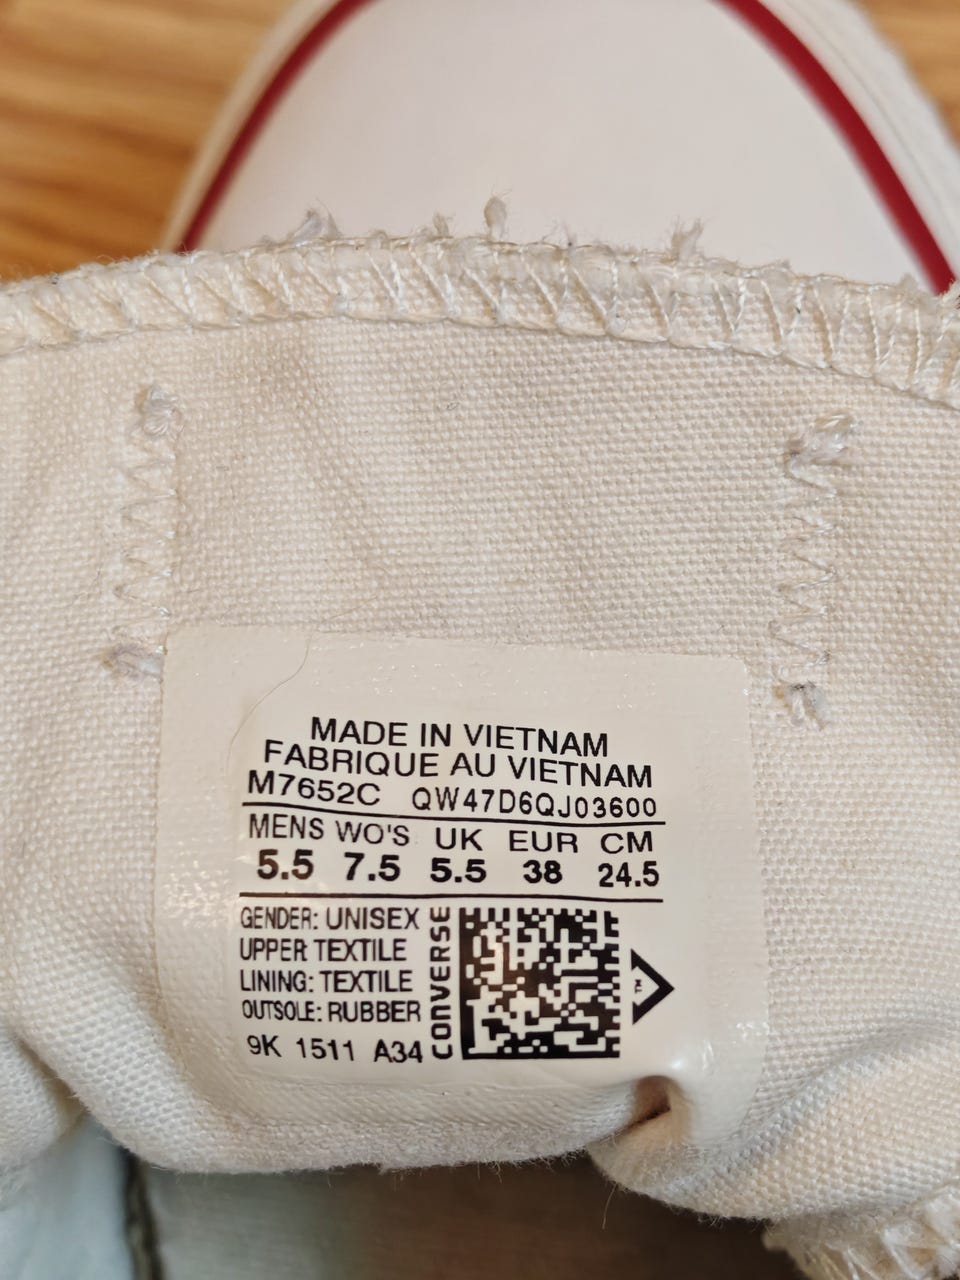 MADE IN VIETNAM
FABRIQUE AU VIETNAM
M7652C QW47D6QJ03600
MENS WO'S UK EUR CM
5.5 7.5 5.5 38 24.5
GENDER: UNISEX
UPPER TEXTILE
LINING: TEXTILE
OUTSOLE: RUBBER
9K 1511 A34
CONVERSE
TM